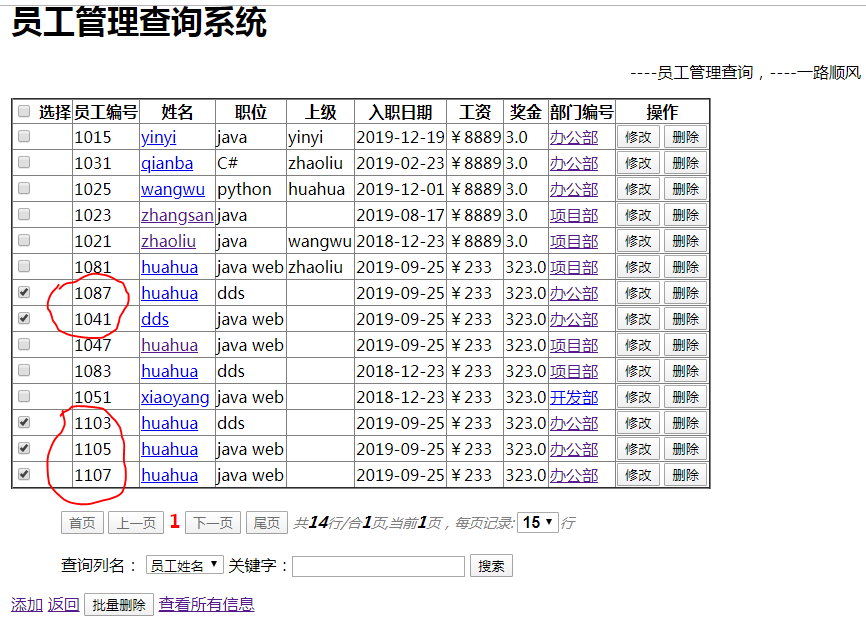 员工管理查询系统
----员工管理查询，----一路顺风
选择 员工编号 姓名 职位 上级 入职日期 工资 奖金 部门编号 操作
1015 yinyi java yinyi 2019-12-19 ￥8889 3.0 办公部 修改 删除
1031 qianba C# zhaoliu 2019-02-23 ￥8889 3.0 办公部 修改 删除
1025 wangwu python huahua 2019-12-01 ￥8889 3.0 办公部 修改 删除
1023 zhangsan java 2019-08-17 ￥8889 3.0 项目部 修改 删除
1021 zhaoliu java wangwu 2018-12-23 ￥8889 3.0 项目部 修改 删除
1081 huahua java web zhaoliu 2019-09-25 ￥233 323.0 项目部 修改 删除
1087 huahua dds 2019-09-25 ￥233 323.0 办公部 修改 删除
1041 dds java web 2019-09-25 ￥233 323.0 办公部 修改 删除
1047 huahua java web 2019-09-25 ￥233 323.0 项目部 修改 删除
1083 huahua dds 2018-12-23 ￥233 323.0 项目部 修改 删除
1051 xiaoyang java web 2018-12-23 ￥233 323.0 开发部 修改 删除
1103 huahua dds 2019-09-25 ￥233 323.0 办公部 修改 删除
1105 huahua java web 2019-09-25 ￥233 323.0 办公部 修改 删除
1107 huahua java web 2019-09-25 ￥233 323.0 办公部 修改 删除
首页 上一页 1 下一页 尾页 共14行/合1页,当前1页，每页记录: 15 行
查询列名： 员工姓名 关键字： 搜索
添加 返回 批量删除 查看所有信息